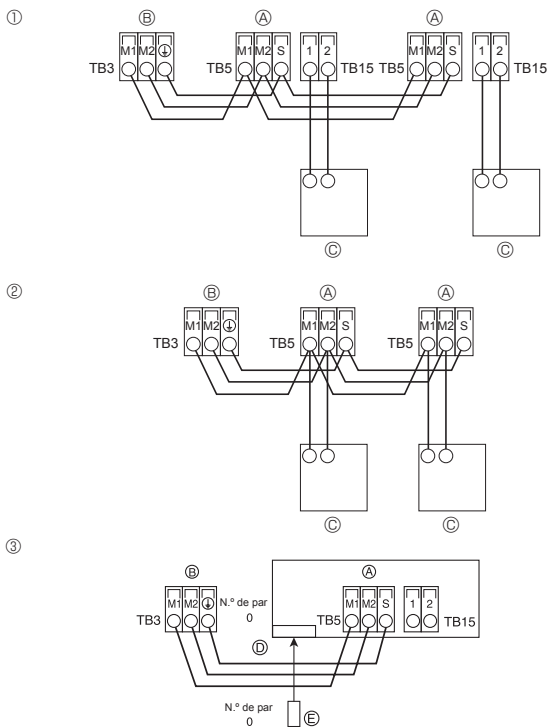 ①
Ⓑ Ⓐ Ⓐ
M1 M2 ⏚ M1 M2 S 1 2 M1 M2 S 1 2
TB3 TB5 TB15 TB5 TB15
Ⓒ Ⓒ
②
Ⓑ Ⓐ Ⓐ
M1 M2 ⏚ M1 M2 S M1 M2 S
TB3 TB5 TB5
Ⓒ Ⓒ
③
Ⓑ Ⓐ
M1 M2 ⏚ N.º de par M1 M2 S 1 2
TB3 0 TB5 TB15
Ⓓ
N.º de par
0 Ⓔ